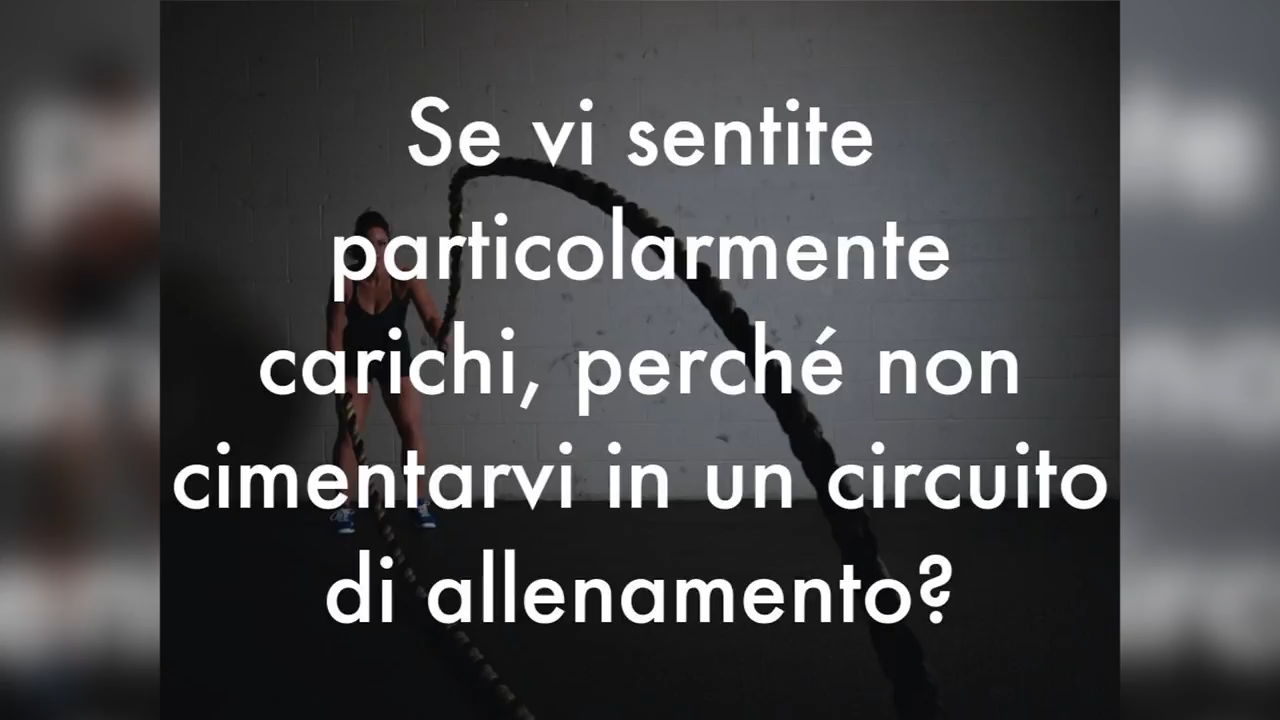 Se vi sentite
particolarmente
carichi, perché non
cimentarvi in un circuito
di allenamento?